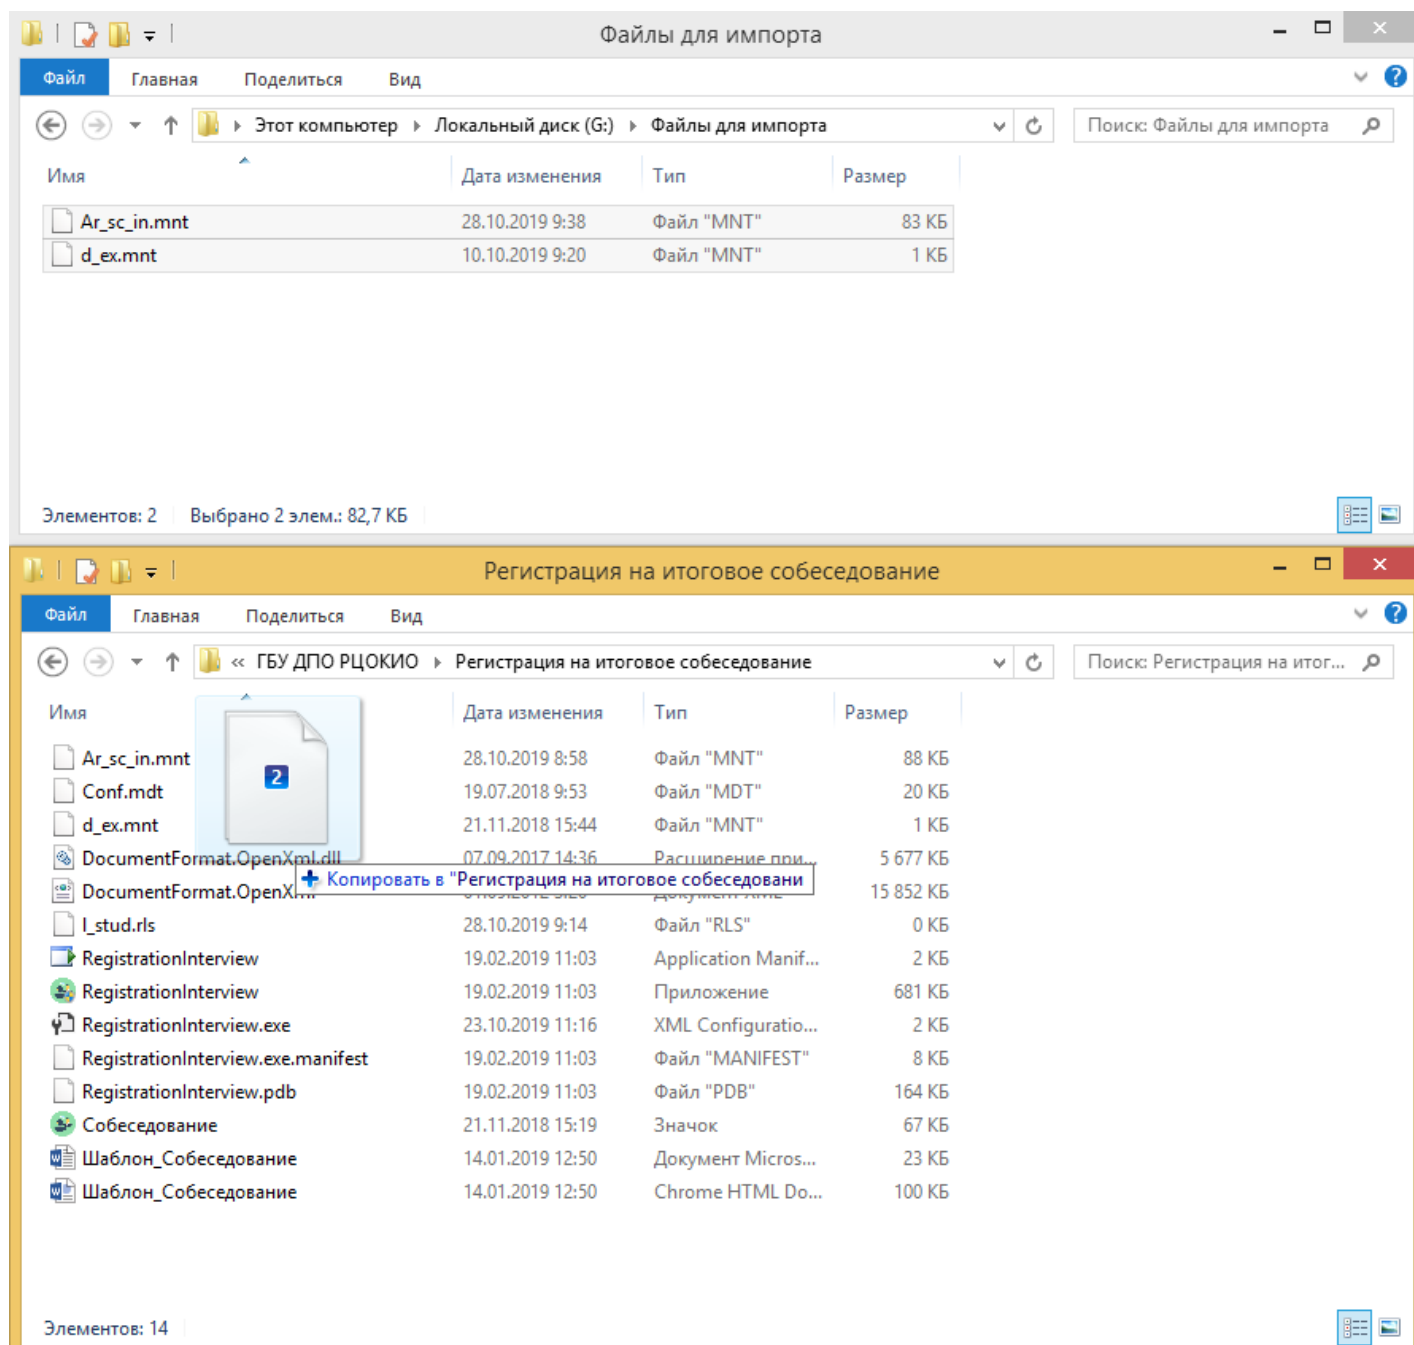 Файлы для импорта
Файл Главная Поделиться Вид
Этот компьютер Локальный диск (G:) Файлы для импорта Поиск: Файлы для импорта
Имя Дата изменения Тип Размер
Ar_sc_in.mnt 28.10.2019 9:38 Файл "MNT" 83 КБ
d_ex.mnt 10.10.2019 9:20 Файл "MNT" 1 КБ
Элементов: 2 Выбрано 2 элем.: 82,7 КБ
Регистрация на итоговое собеседование
Файл Главная Поделиться Вид
« ГБУ ДПО РЦОКИО Регистрация на итоговое собеседование Поиск: Регистрация на итог...
Имя Дата изменения Тип Размер
Ar_sc_in.mnt 28.10.2019 8:58 Файл "MNT" 88 КБ
2
Conf.mdt 19.07.2018 9:53 Файл "MDT" 20 КБ
d_ex.mnt 21.11.2018 15:44 Файл "MNT" 1 КБ
DocumentFormat.OpenXml.dll 07.09.2017 14:36 Расширение при... 5 677 КБ
Копировать в "Регистрация на итоговое собеседовани
DocumentFormat.OpenXml 15 852 КБ
I_stud.rls 28.10.2019 9:14 Файл "RLS" 0 КБ
RegistrationInterview 19.02.2019 11:03 Application Manif... 2 КБ
RegistrationInterview 19.02.2019 11:03 Приложение 681 КБ
RegistrationInterview.exe 23.10.2019 11:16 XML Configuratio... 2 КБ
RegistrationInterview.exe.manifest 19.02.2019 11:03 Файл "MANIFEST" 8 КБ
RegistrationInterview.pdb 19.02.2019 11:03 Файл "PDB" 164 КБ
Собеседование 21.11.2018 15:19 Значок 67 КБ
Шаблон_Собеседование 14.01.2019 12:50 Документ Micros... 23 КБ
Шаблон_Собеседование 14.01.2019 12:50 Chrome HTML Do... 100 КБ
Элементов: 14